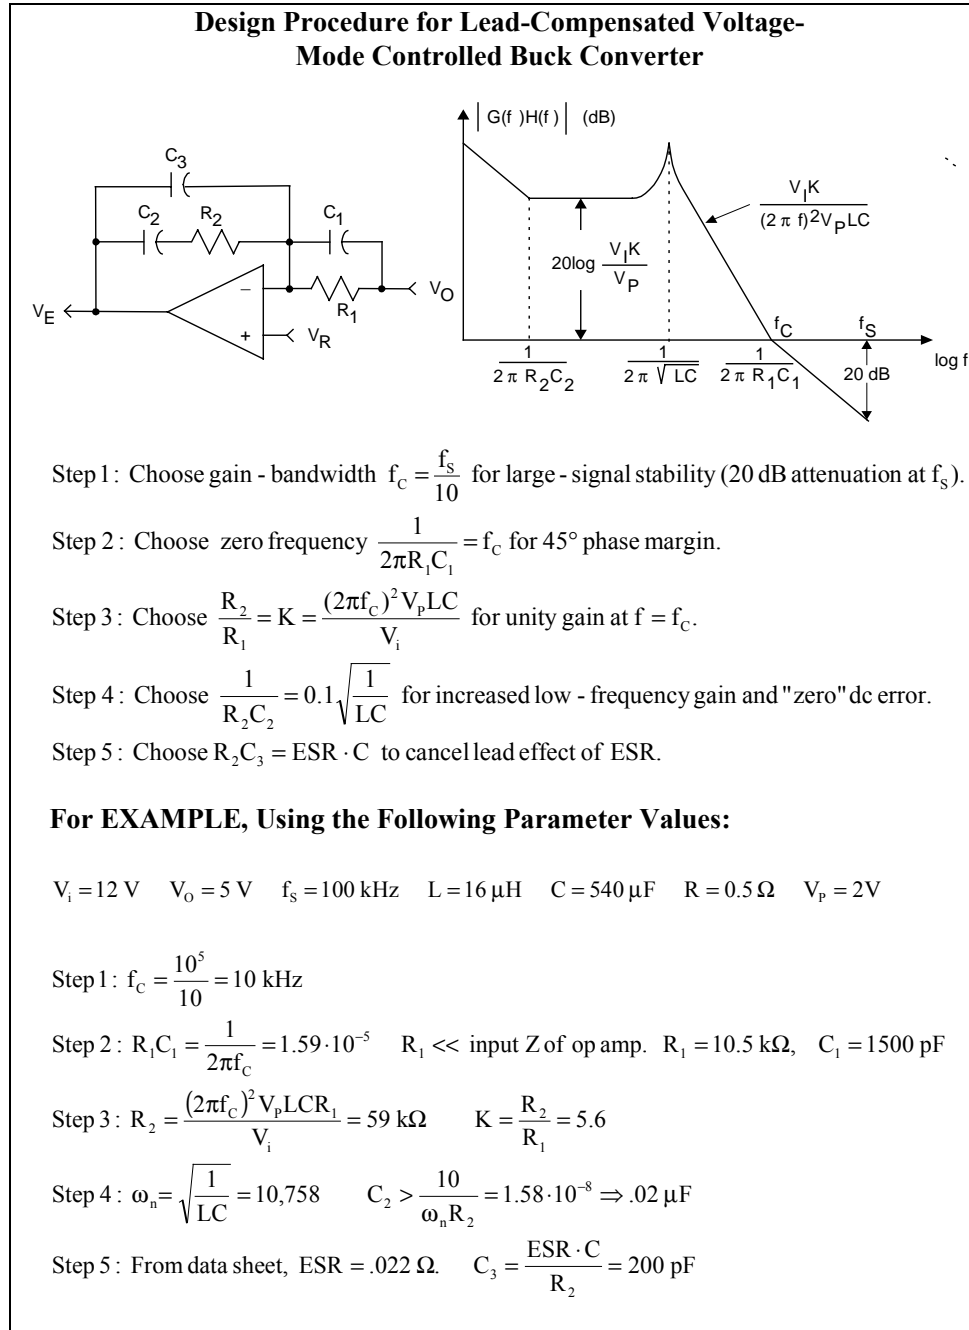 Design Procedure for Lead-Compensated Voltage-
Mode Controlled Buck Converter
C3
C2 R2 C1
R1
VE
VO
VR
−
+
|G(f)H(f)| (dB)
VIK / (2 π f)²VPLC
20log VIK / VP
fC fS
log f
1 / 2 π R2C2
1 / 2 π √LC
1 / 2 π R1C1
20 dB
Step 1: Choose gain - bandwidth fC = fS / 10 for large - signal stability (20 dB attenuation at fS).
Step 2: Choose zero frequency 1 / 2πR1C1 = fC for 45° phase margin.
Step 3: Choose R2 / R1 = K = (2πfC)²VPLC / Vi for unity gain at f = fC.
Step 4: Choose 1 / R2C2 = 0.1√(1 / LC) for increased low - frequency gain and "zero" dc error.
Step 5: Choose R2C3 = ESR · C to cancel lead effect of ESR.
For EXAMPLE, Using the Following Parameter Values:
Vi = 12 V VO = 5 V fS = 100 kHz L = 16 μH C = 540 μF R = 0.5 Ω VP = 2V
Step 1: fC = 10⁵ / 10 = 10 kHz
Step 2: R1C1 = 1 / 2πfC = 1.59·10⁻⁵ R1 << input Z of op amp. R1 = 10.5 kΩ, C1 = 1500 pF
Step 3: R2 = (2πfC)²VPLCR1 / Vi = 59 kΩ K = R2 / R1 = 5.6
Step 4: ωn = √(1 / LC) = 10,758 C2 > 10 / ωnR2 = 1.58·10⁻⁸ ⇒ .02 μF
Step 5: From data sheet, ESR = .022 Ω. C3 = ESR · C / R2 = 200 pF